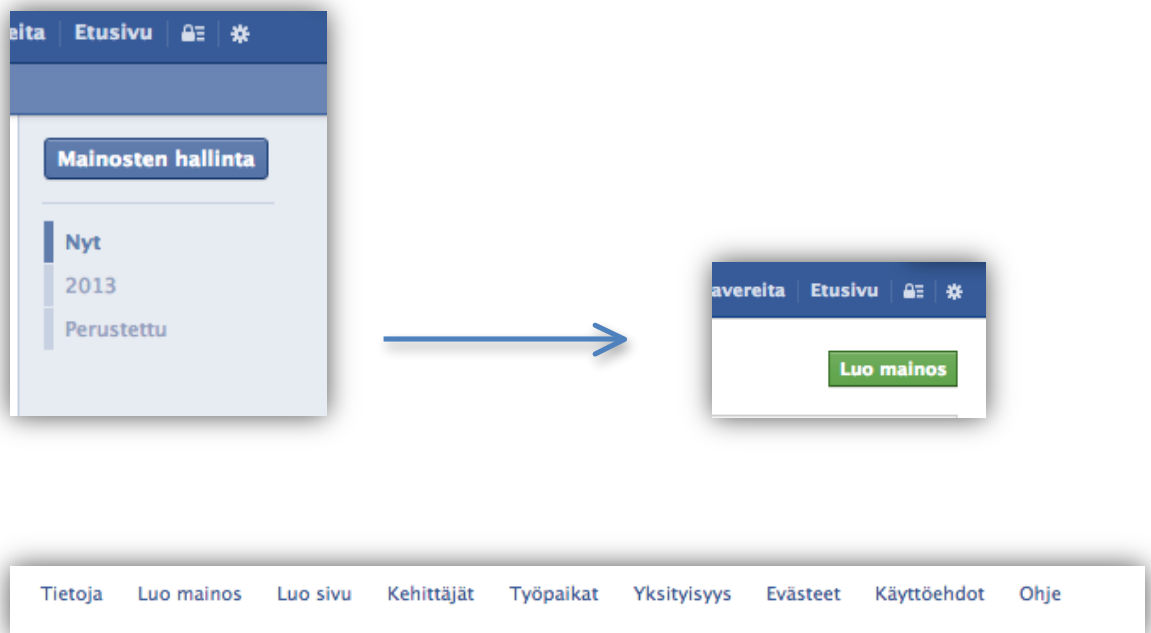 eita Etusivu
Mainosten hallinta
Nyt
2013
Perustettu
avereita Etusivu
Luo mainos
Tietoja Luo mainos Luo sivu Kehittäjät Työpaikat Yksityisyys Evästeet Käyttöehdot Ohje